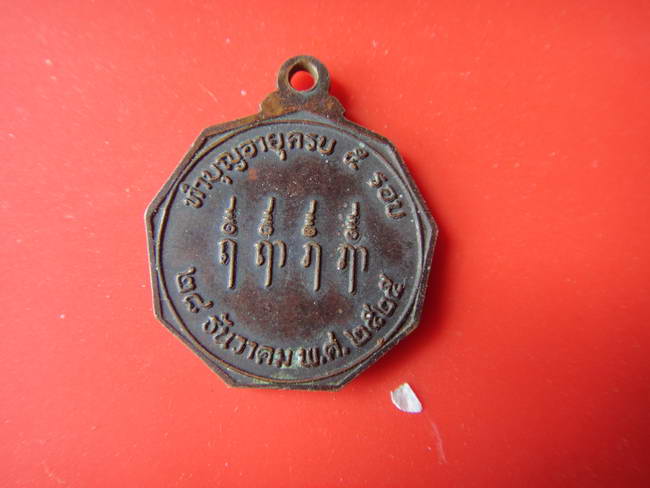 ทำบุญอายุครบ ๕ รอบ
๒๘ ธันวาคม พ.ศ. ๒๕๒๕